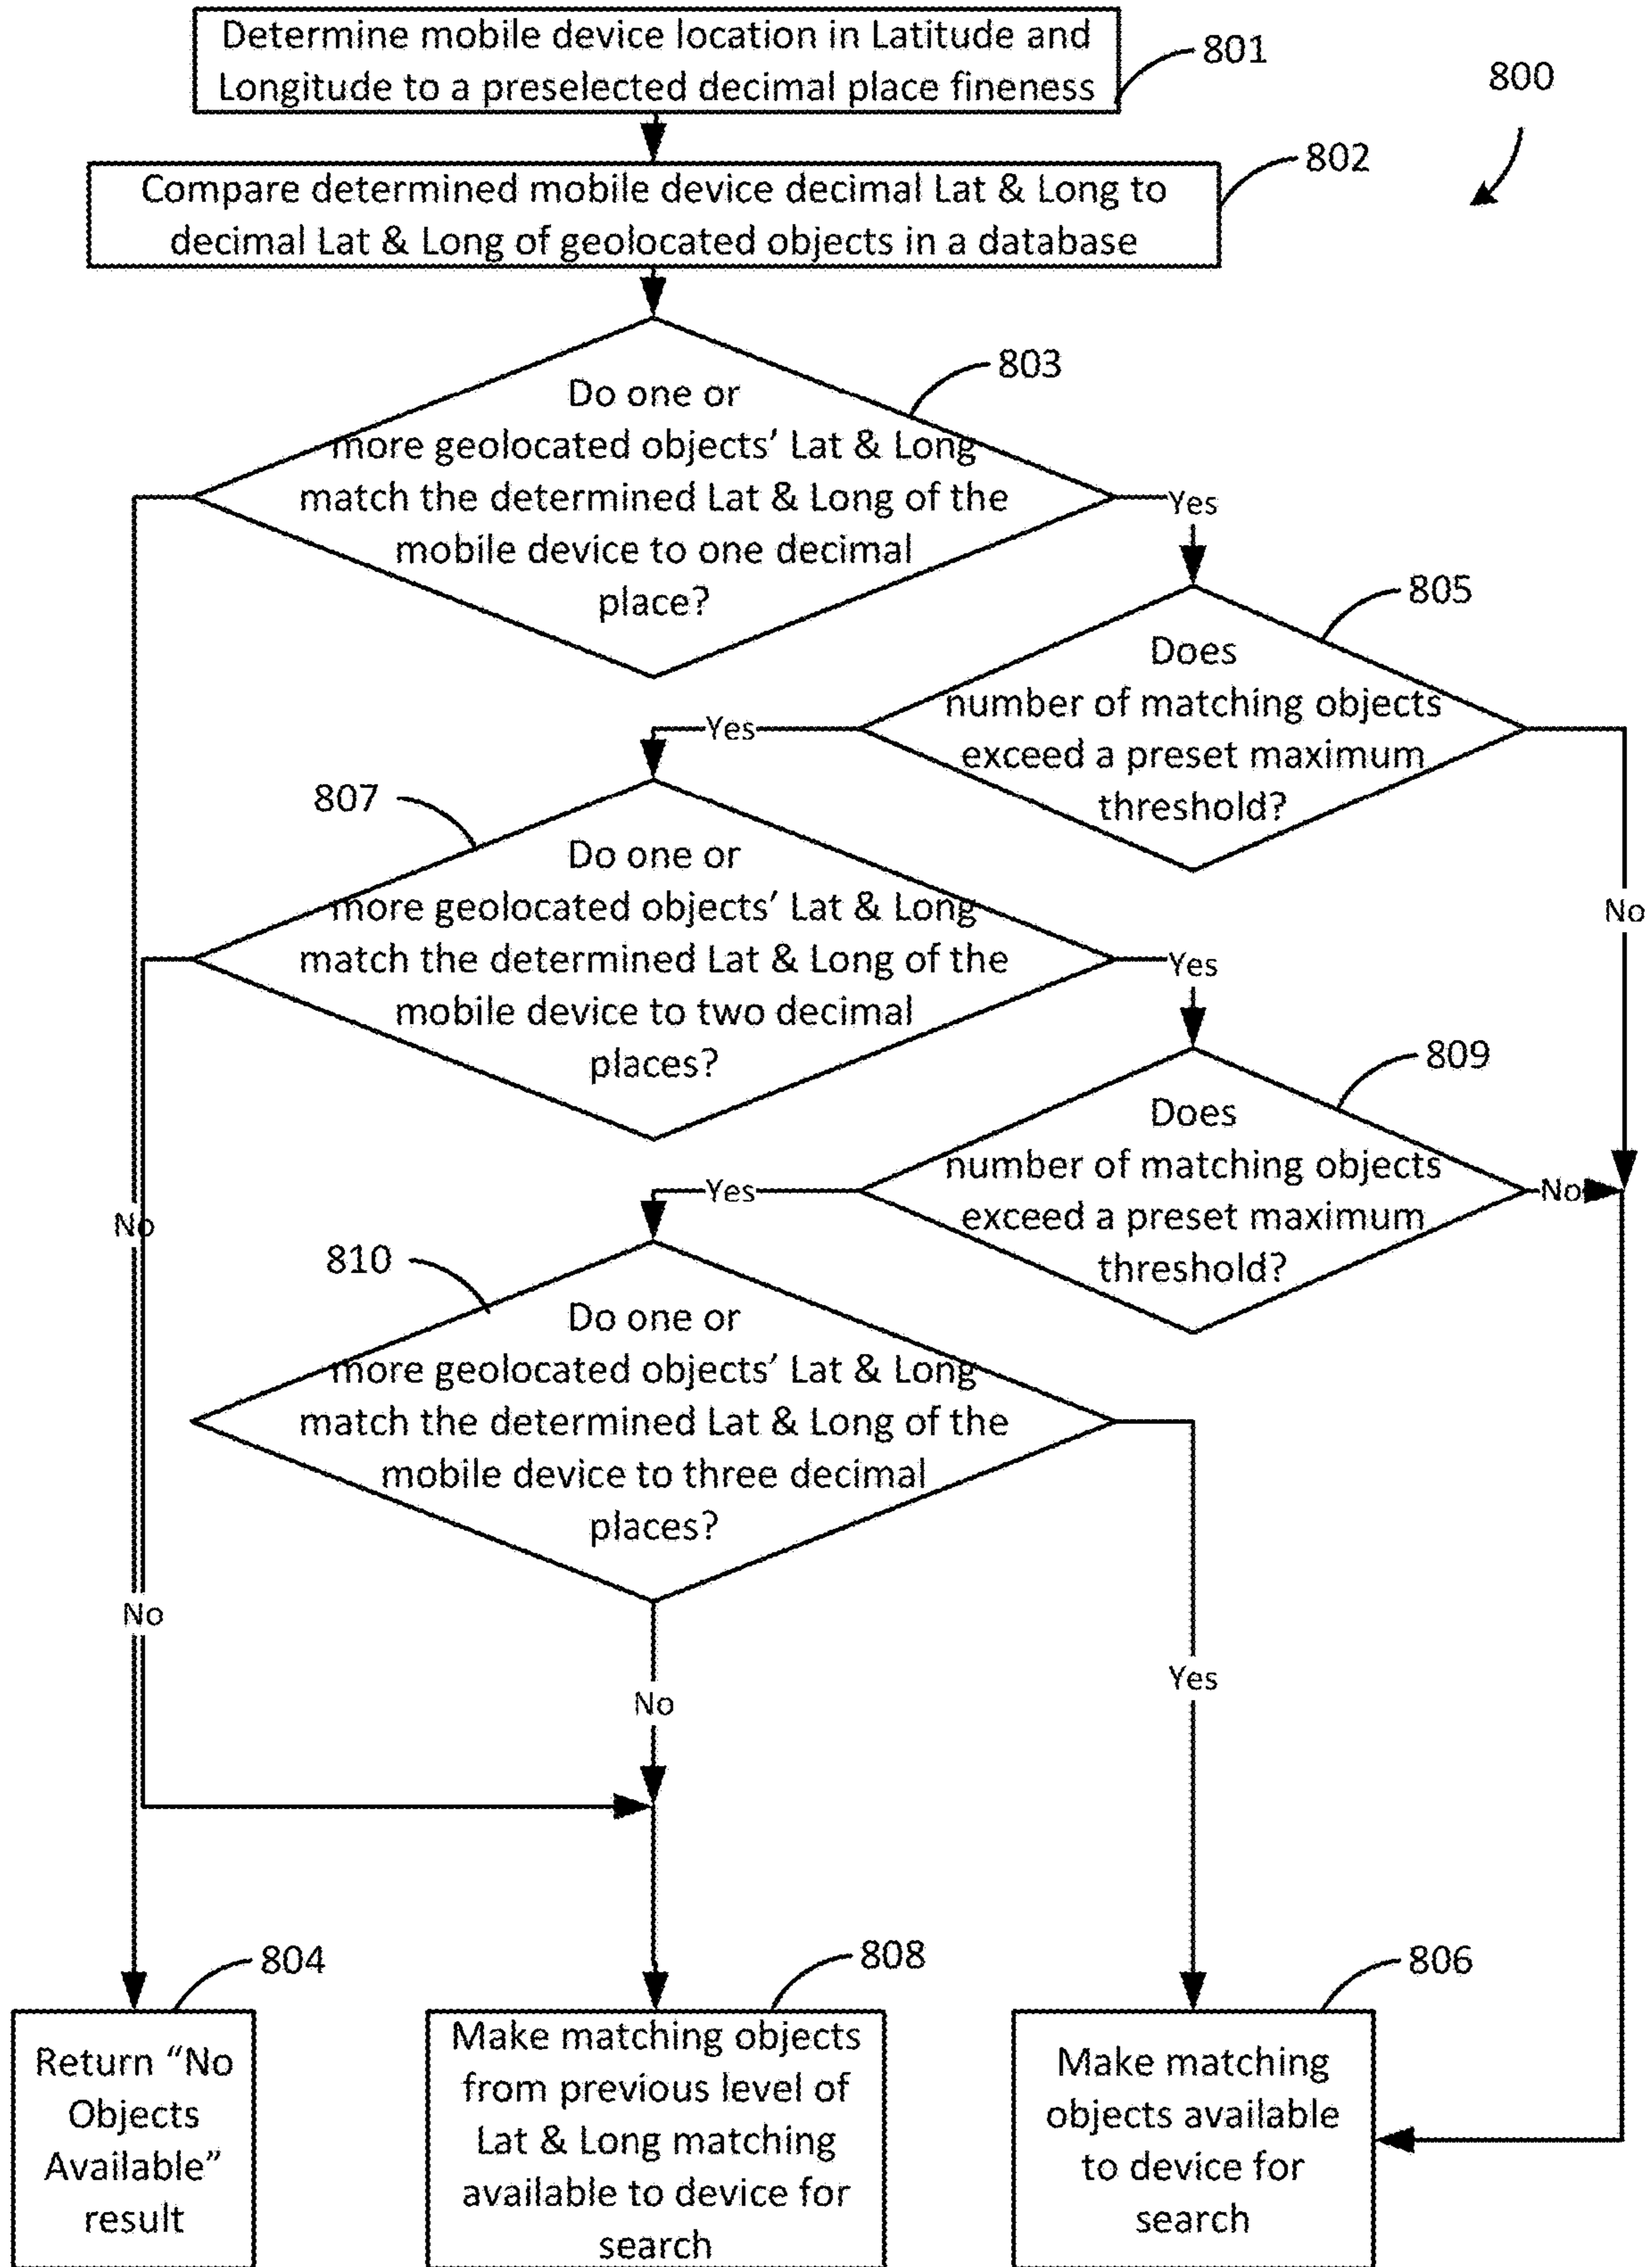 Determine mobile device location in Latitude and
Longitude to a preselected decimal place fineness
801
800
Compare determined mobile device decimal Lat & Long to
decimal Lat & Long of geolocated objects in a database
802
Do one or
more geolocated objects’ Lat & Long
match the determined Lat & Long of the
mobile device to one decimal
place?
803
Yes
Does
number of matching objects
exceed a preset maximum
threshold?
805
Yes
No
807
Do one or
more geolocated objects’ Lat & Long
match the determined Lat & Long of the
mobile device to two decimal
places?
Yes
Does
number of matching objects
exceed a preset maximum
threshold?
809
Yes
No
No
810
Do one or
more geolocated objects’ Lat & Long
match the determined Lat & Long of the
mobile device to three decimal
places?
No
No
Yes
804
Return “No
Objects
Available”
result
808
Make matching objects
from previous level of
Lat & Long matching
available to device for
search
806
Make matching
objects available
to device for
search